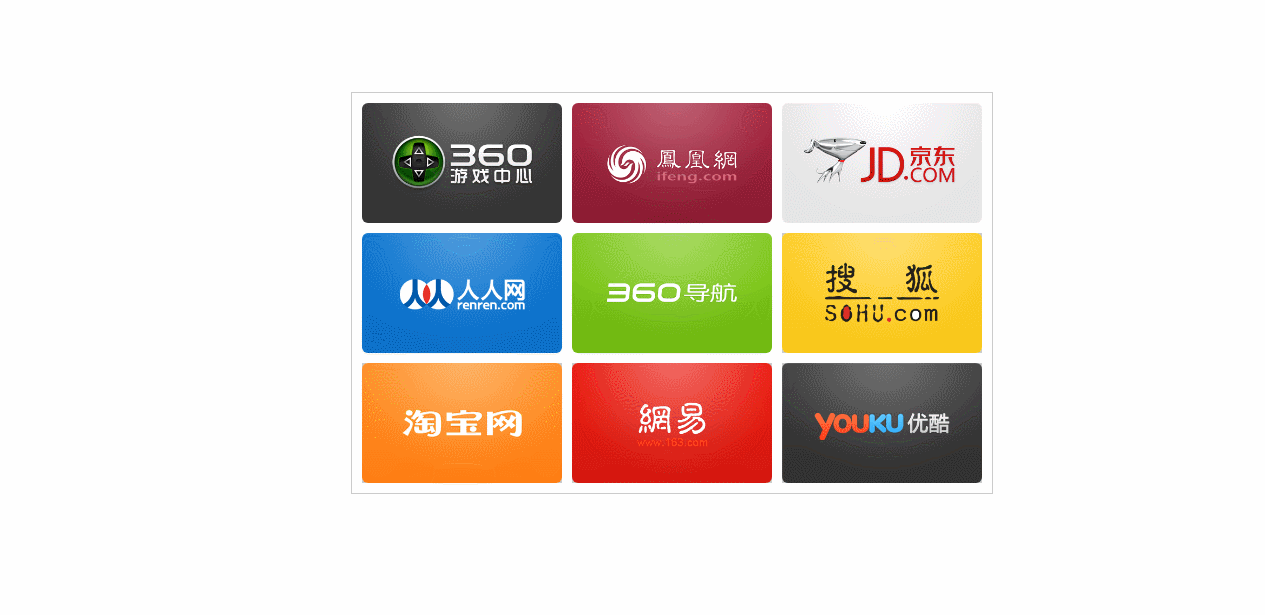 360
游戏中心
鳳凰網
ifeng.com
JD.京东
.COM
人人网
renren.com
360导航
搜狐
SOHU.com
淘宝网
網易
www.163.com
YOUKU优酷